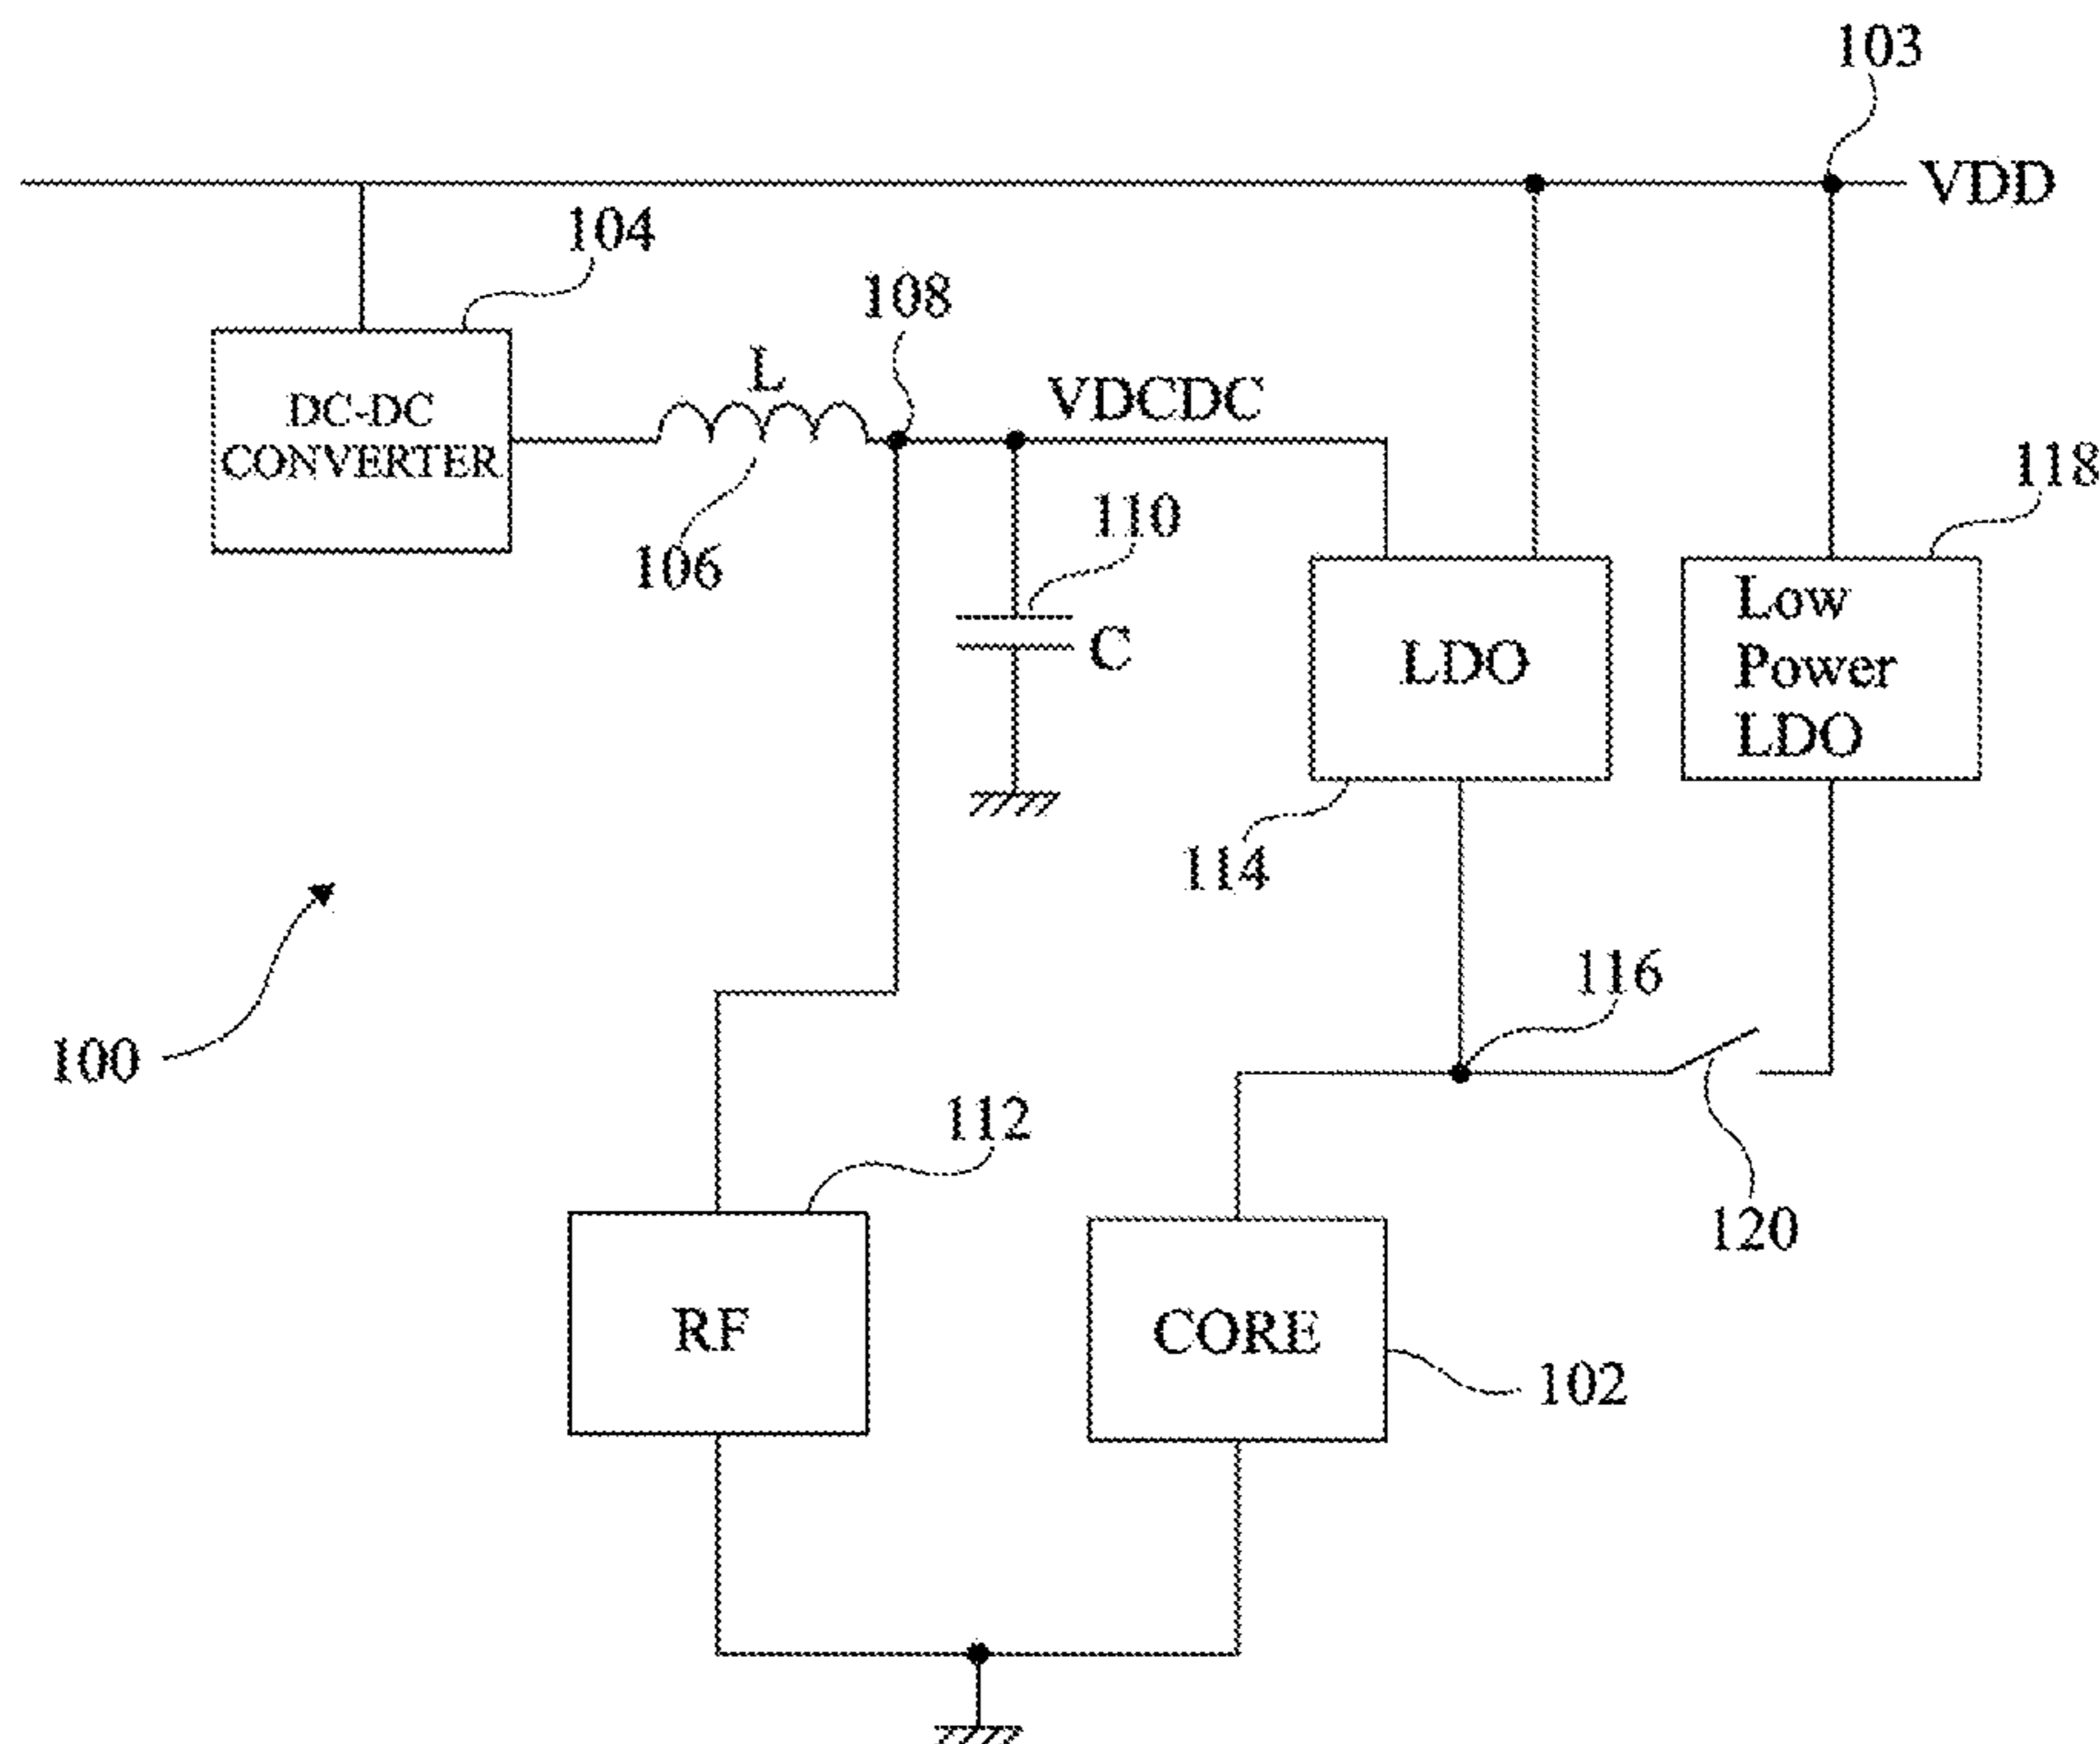 103
VDD
104
108
L
VDCDC
DC-DC
CONVERTER
118
110
106
C
LDO
Low
Power
LDO
114
116
100
112
120
RF
CORE
102